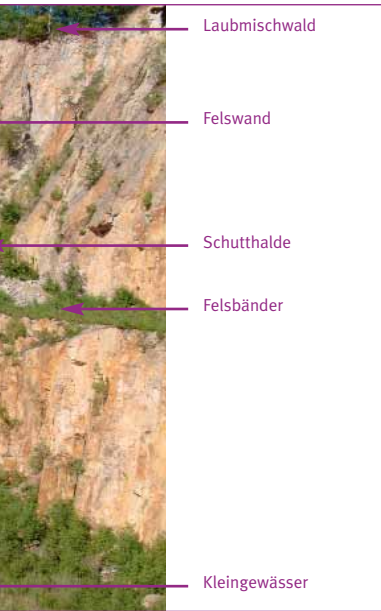 Laubmischwald
Felswand
Schutthalde
Felsbänder
Kleingewässer